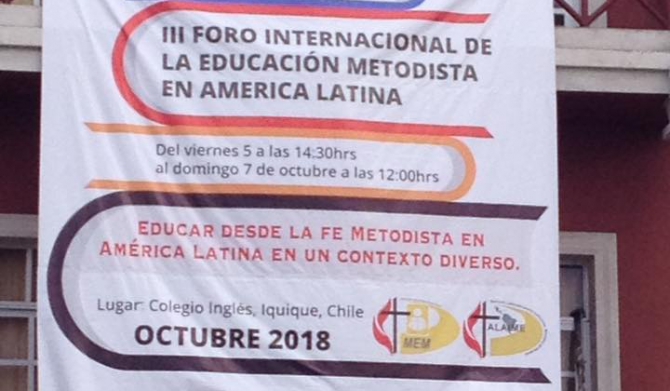 III FORO INTERNACIONAL DE
LA EDUCACIÓN METODISTA
EN AMERICA LATINA
Del viernes 5 a las 14:30hrs
al domingo 7 de octubre a las 12:00hrs
EDUCAR DESDE LA FE METODISTA EN
AMÉRICA LATINA EN UN CONTEXTO DIVERSO.
Lugar: Colegio Inglés, Iquique, Chile
OCTUBRE 2018
MEM
ALAIME